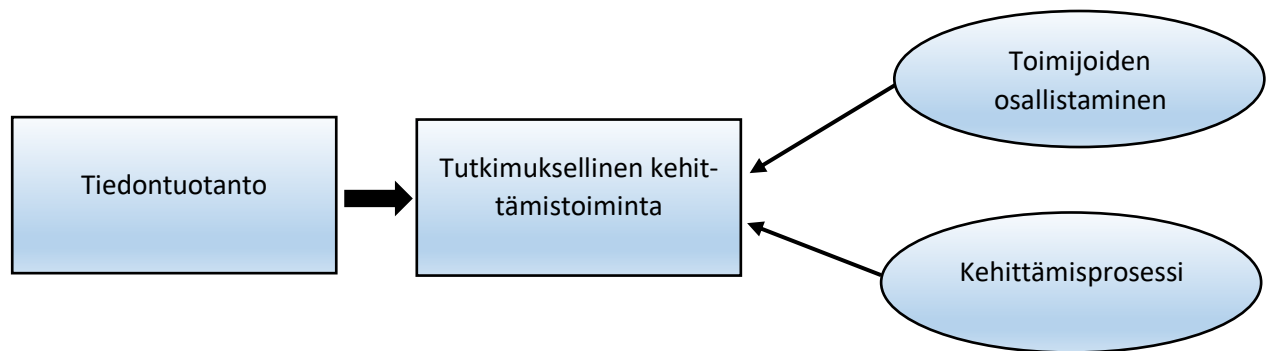 Tiedontuotanto
Tutkimuksellinen kehit-
tämistoiminta
Toimijoiden
osallistaminen
Kehittämisprosessi